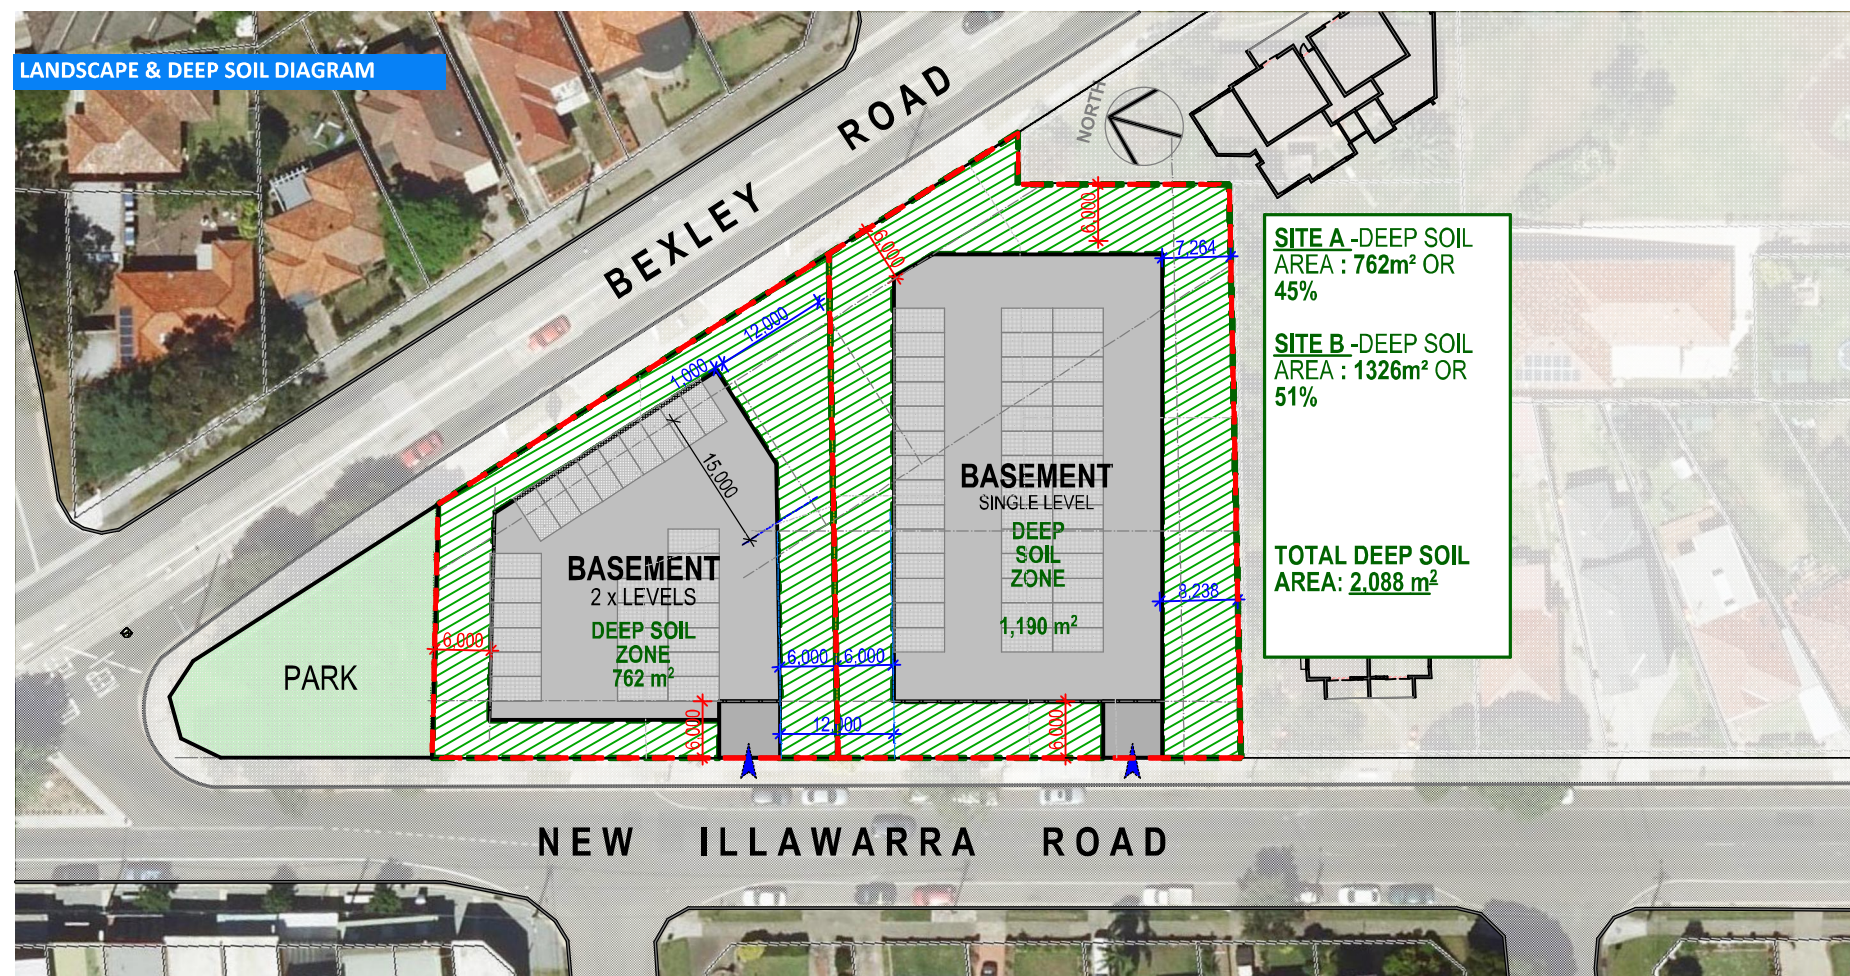 LANDSCAPE & DEEP SOIL DIAGRAM
BEXLEY ROAD
NORTH
6,000
6,000
7,264
SITE A -DEEP SOIL
AREA : 762m² OR
45%
SITE B -DEEP SOIL
AREA : 1326m² OR
51%
TOTAL DEEP SOIL
AREA: 2,088 m²
12,000
1,000
15,000
BASEMENT
SINGLE LEVEL
DEEP
SOIL
ZONE
1,190 m²
BASEMENT
2 x LEVELS
DEEP SOIL
ZONE
762 m²
8,238
6,000
6,000
6,000
PARK
6,000
12,000
6,000
NEW ILLAWARRA ROAD